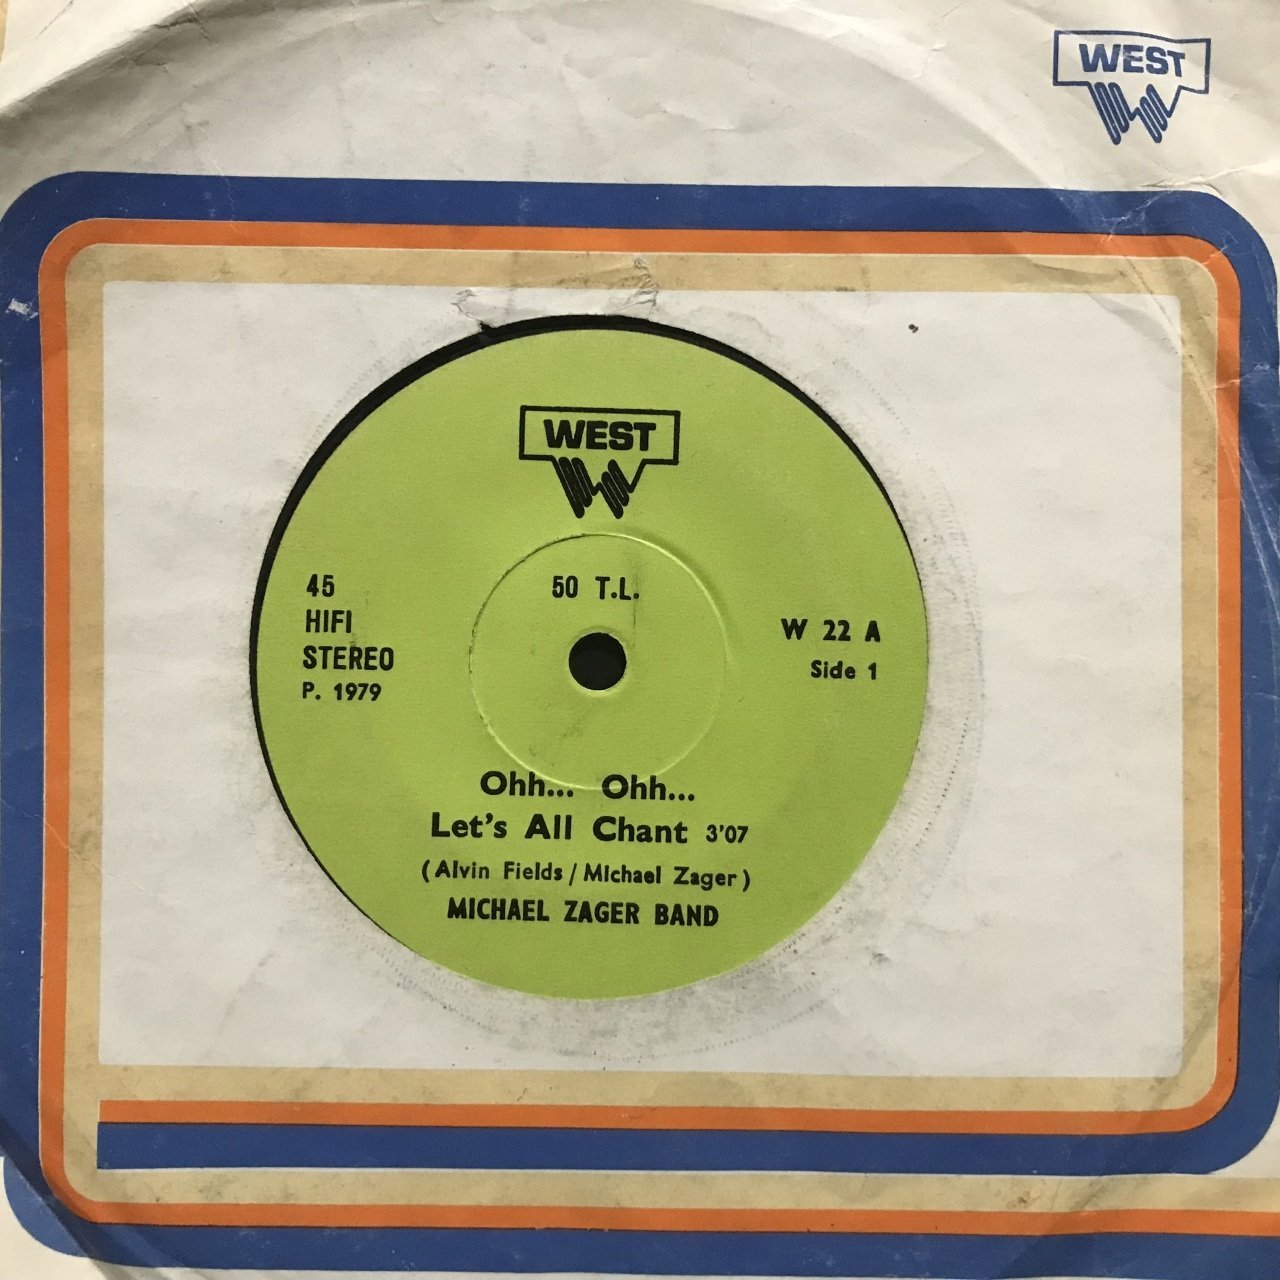 WEST
WEST
50 T.L.
45
HIFI
STEREO
P. 1979
W 22 A
Side 1
Ohh... Ohh...
Let's All Chant 3'07
(Alvin Fields / Michael Zager)
MICHAEL ZAGER BAND